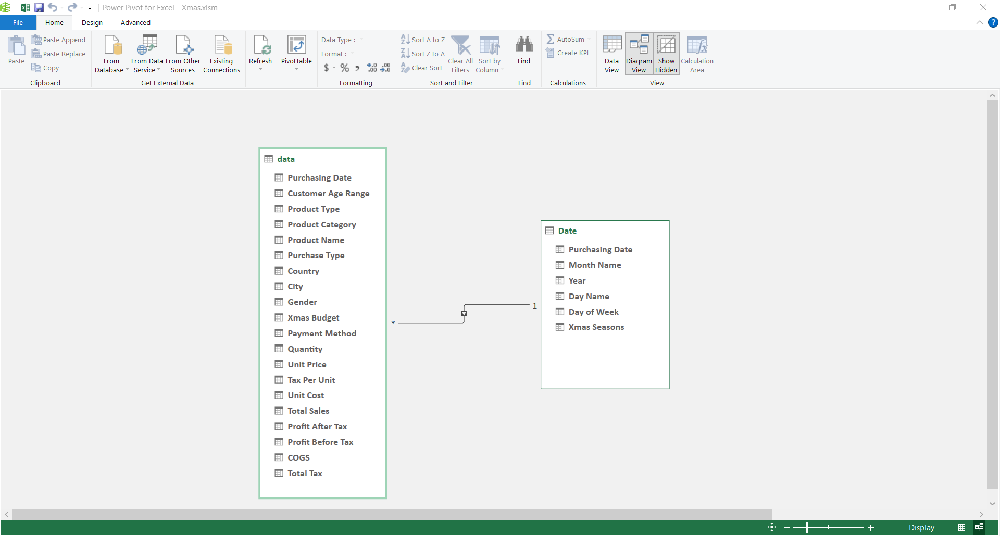 Power Pivot for Excel - Xmas.xlsm
File Home Design Advanced ?
Paste
Paste Append
Paste Replace
Copy
Clipboard
From Database
From Data Service
From Other Sources
Existing Connections
Get External Data
Refresh
PivotTable
Data Type :
Format :
$ % ,
Formatting
Sort A to Z
Sort Z to A
Clear Sort
Clear All Filters
Sort by Column
Sort and Filter
Find
Find
AutoSum
Create KPI
Calculations
Data View
Diagram View
Show Hidden
Calculation Area
View
data
Purchasing Date
Customer Age Range
Product Type
Product Category
Product Name
Purchase Type
Country
City
Gender
Xmas Budget
Payment Method
Quantity
Unit Price
Tax Per Unit
Unit Cost
Total Sales
Profit After Tax
Profit Before Tax
COGS
Total Tax
* 1
Date
Purchasing Date
Month Name
Year
Day Name
Day of Week
Xmas Seasons
Display